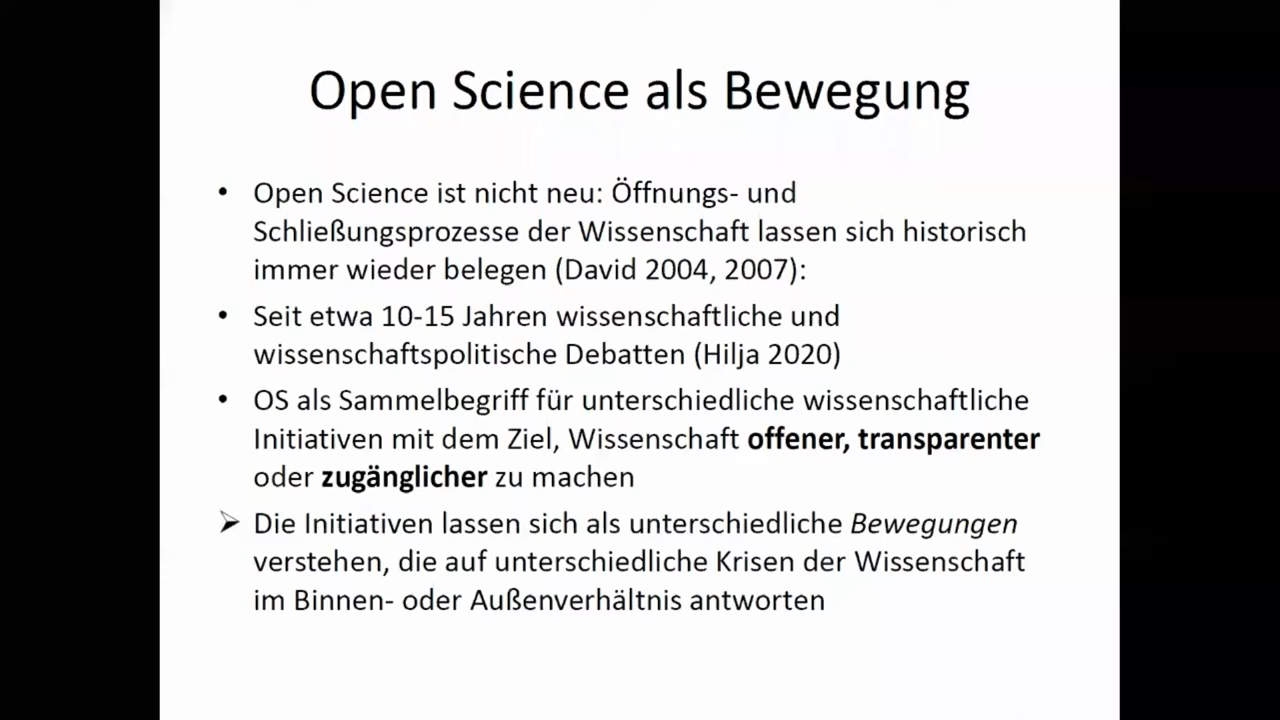 Open Science als Bewegung
• Open Science ist nicht neu: Öffnungs- und
Schließungsprozesse der Wissenschaft lassen sich historisch
immer wieder belegen (David 2004, 2007):
• Seit etwa 10-15 Jahren wissenschaftliche und
wissenschaftspolitische Debatten (Hilja 2020)
• OS als Sammelbegriff für unterschiedliche wissenschaftliche
Initiativen mit dem Ziel, Wissenschaft offener, transparenter
oder zugänglicher zu machen
➢ Die Initiativen lassen sich als unterschiedliche Bewegungen
verstehen, die auf unterschiedliche Krisen der Wissenschaft
im Binnen- oder Außenverhältnis antworten